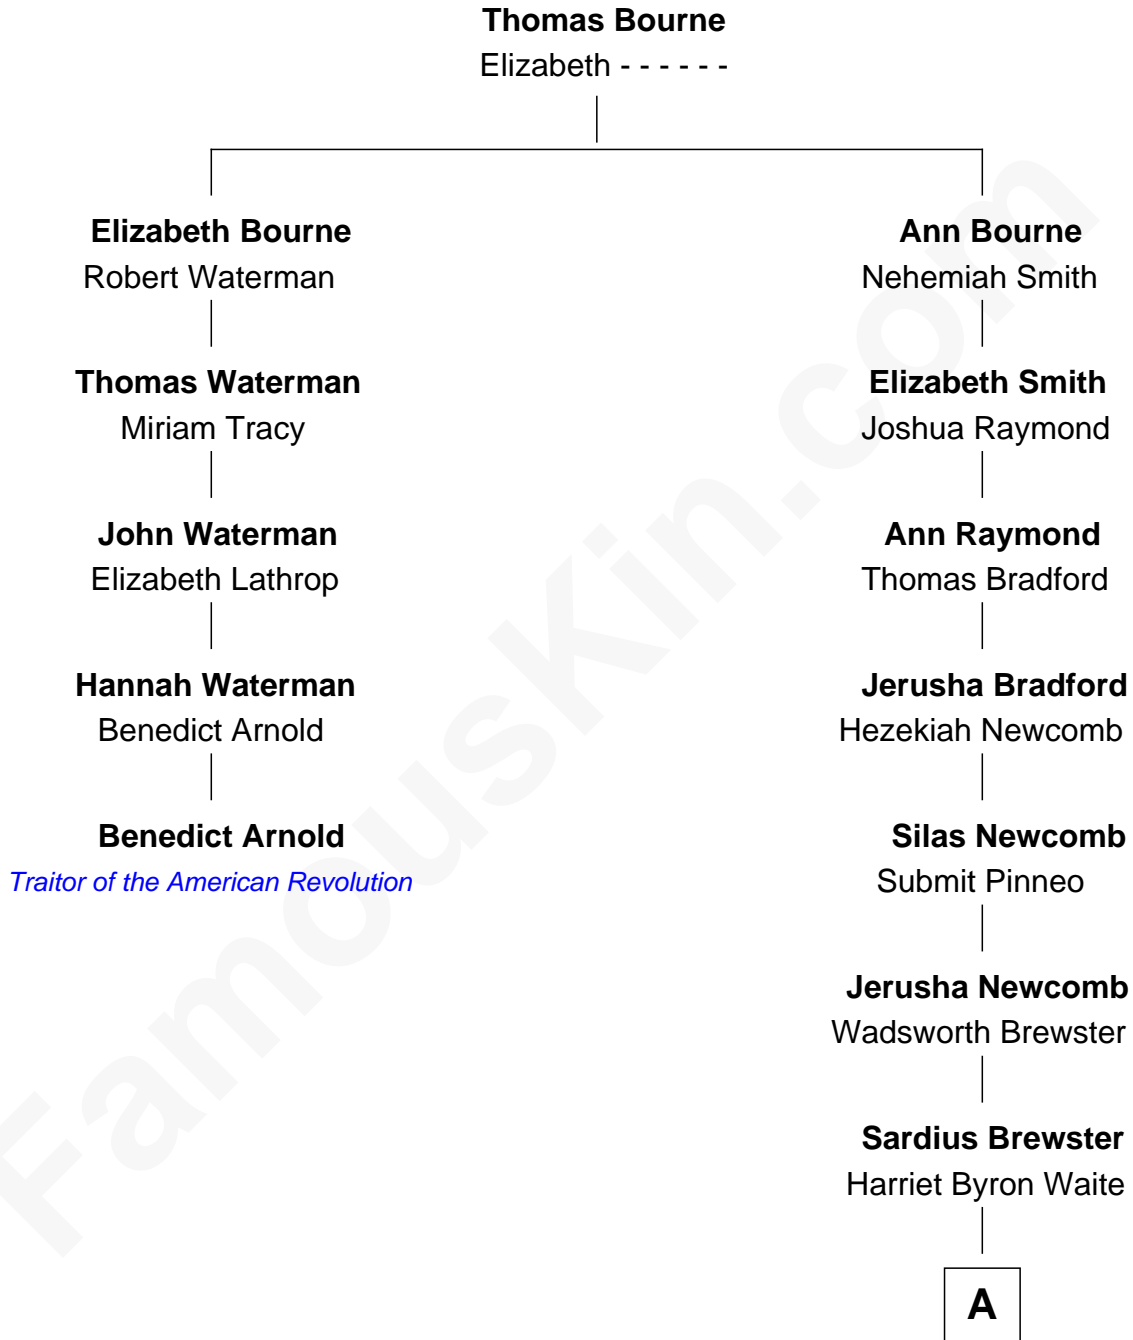 Thomas Bourne
Elizabeth - - - - - -
Elizabeth Bourne
Robert Waterman
Thomas Waterman
Miriam Tracy
John Waterman
Elizabeth Lathrop
Hannah Waterman
Benedict Arnold
Benedict Arnold
Traitor of the American Revolution
Ann Bourne
Nehemiah Smith
Elizabeth Smith
Joshua Raymond
Ann Raymond
Thomas Bradford
Jerusha Bradford
Hezekiah Newcomb
Silas Newcomb
Submit Pinneo
Jerusha Newcomb
Wadsworth Brewster
Sardius Brewster
Harriet Byron Waite
A
FamousKin.com